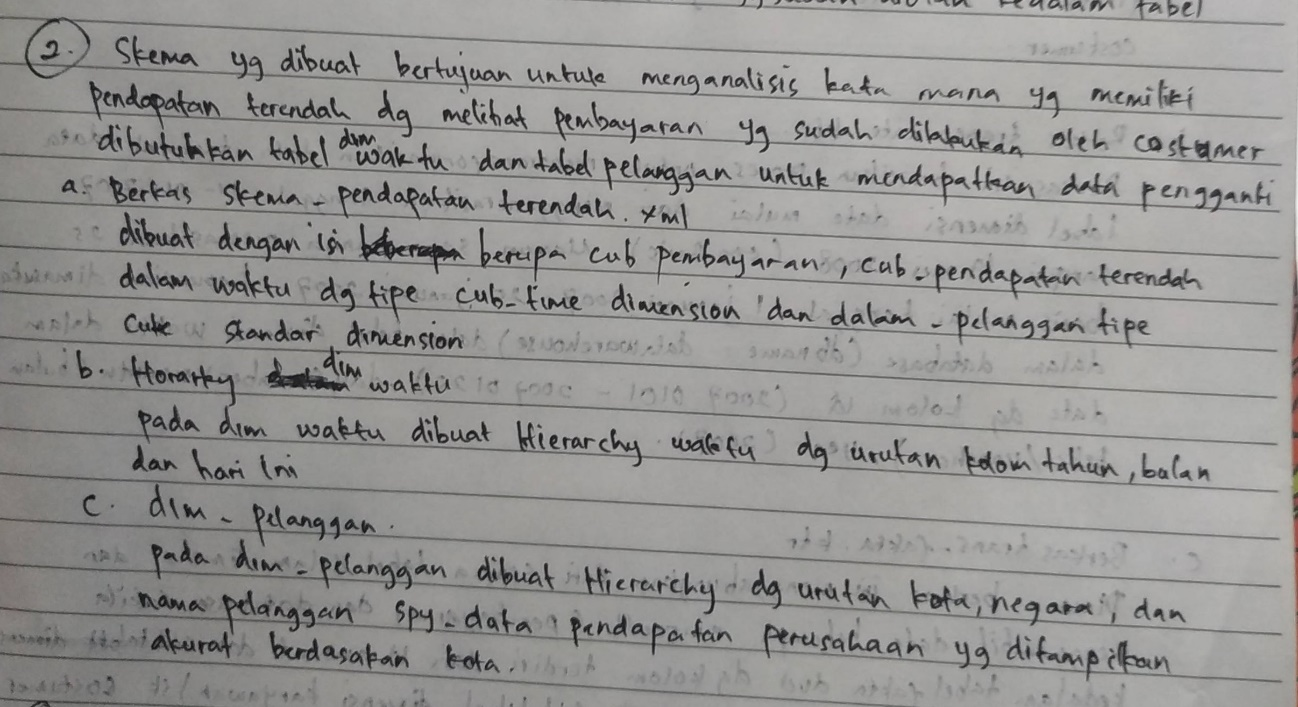 kedalam tabel
2. Skema yg dibuat bertujuan untuk menganalisis kata mana yg memiliki
pendapatan terendah dg melihat pembayaran yg sudah dilakukan oleh costumer
dibutuhkan tabel dim waktu dan tabel pelanggan untuk mendapatkan data pengganti
a. Berkas skema - pendapatan terendah. xml
dibuat dengan isi berupa cub pembayaran, cub-pendapatan terendah
dalam waktu dg tipe cub-time dimension dan dalam - pelanggan tipe
cube standar dimension
b. Horarky dim waktu
pada dim waktu dibuat Hierarchy waktu dg urutan kolom tahun, bulan
dan hari ini
c. dim - pelanggan.
pada dim - pelanggan dibuat Hierarchy dg urutan kota, negara, dan
nama pelanggan spy - data pendapatan perusahaan yg ditampilkan
akurat berdasakan kota.